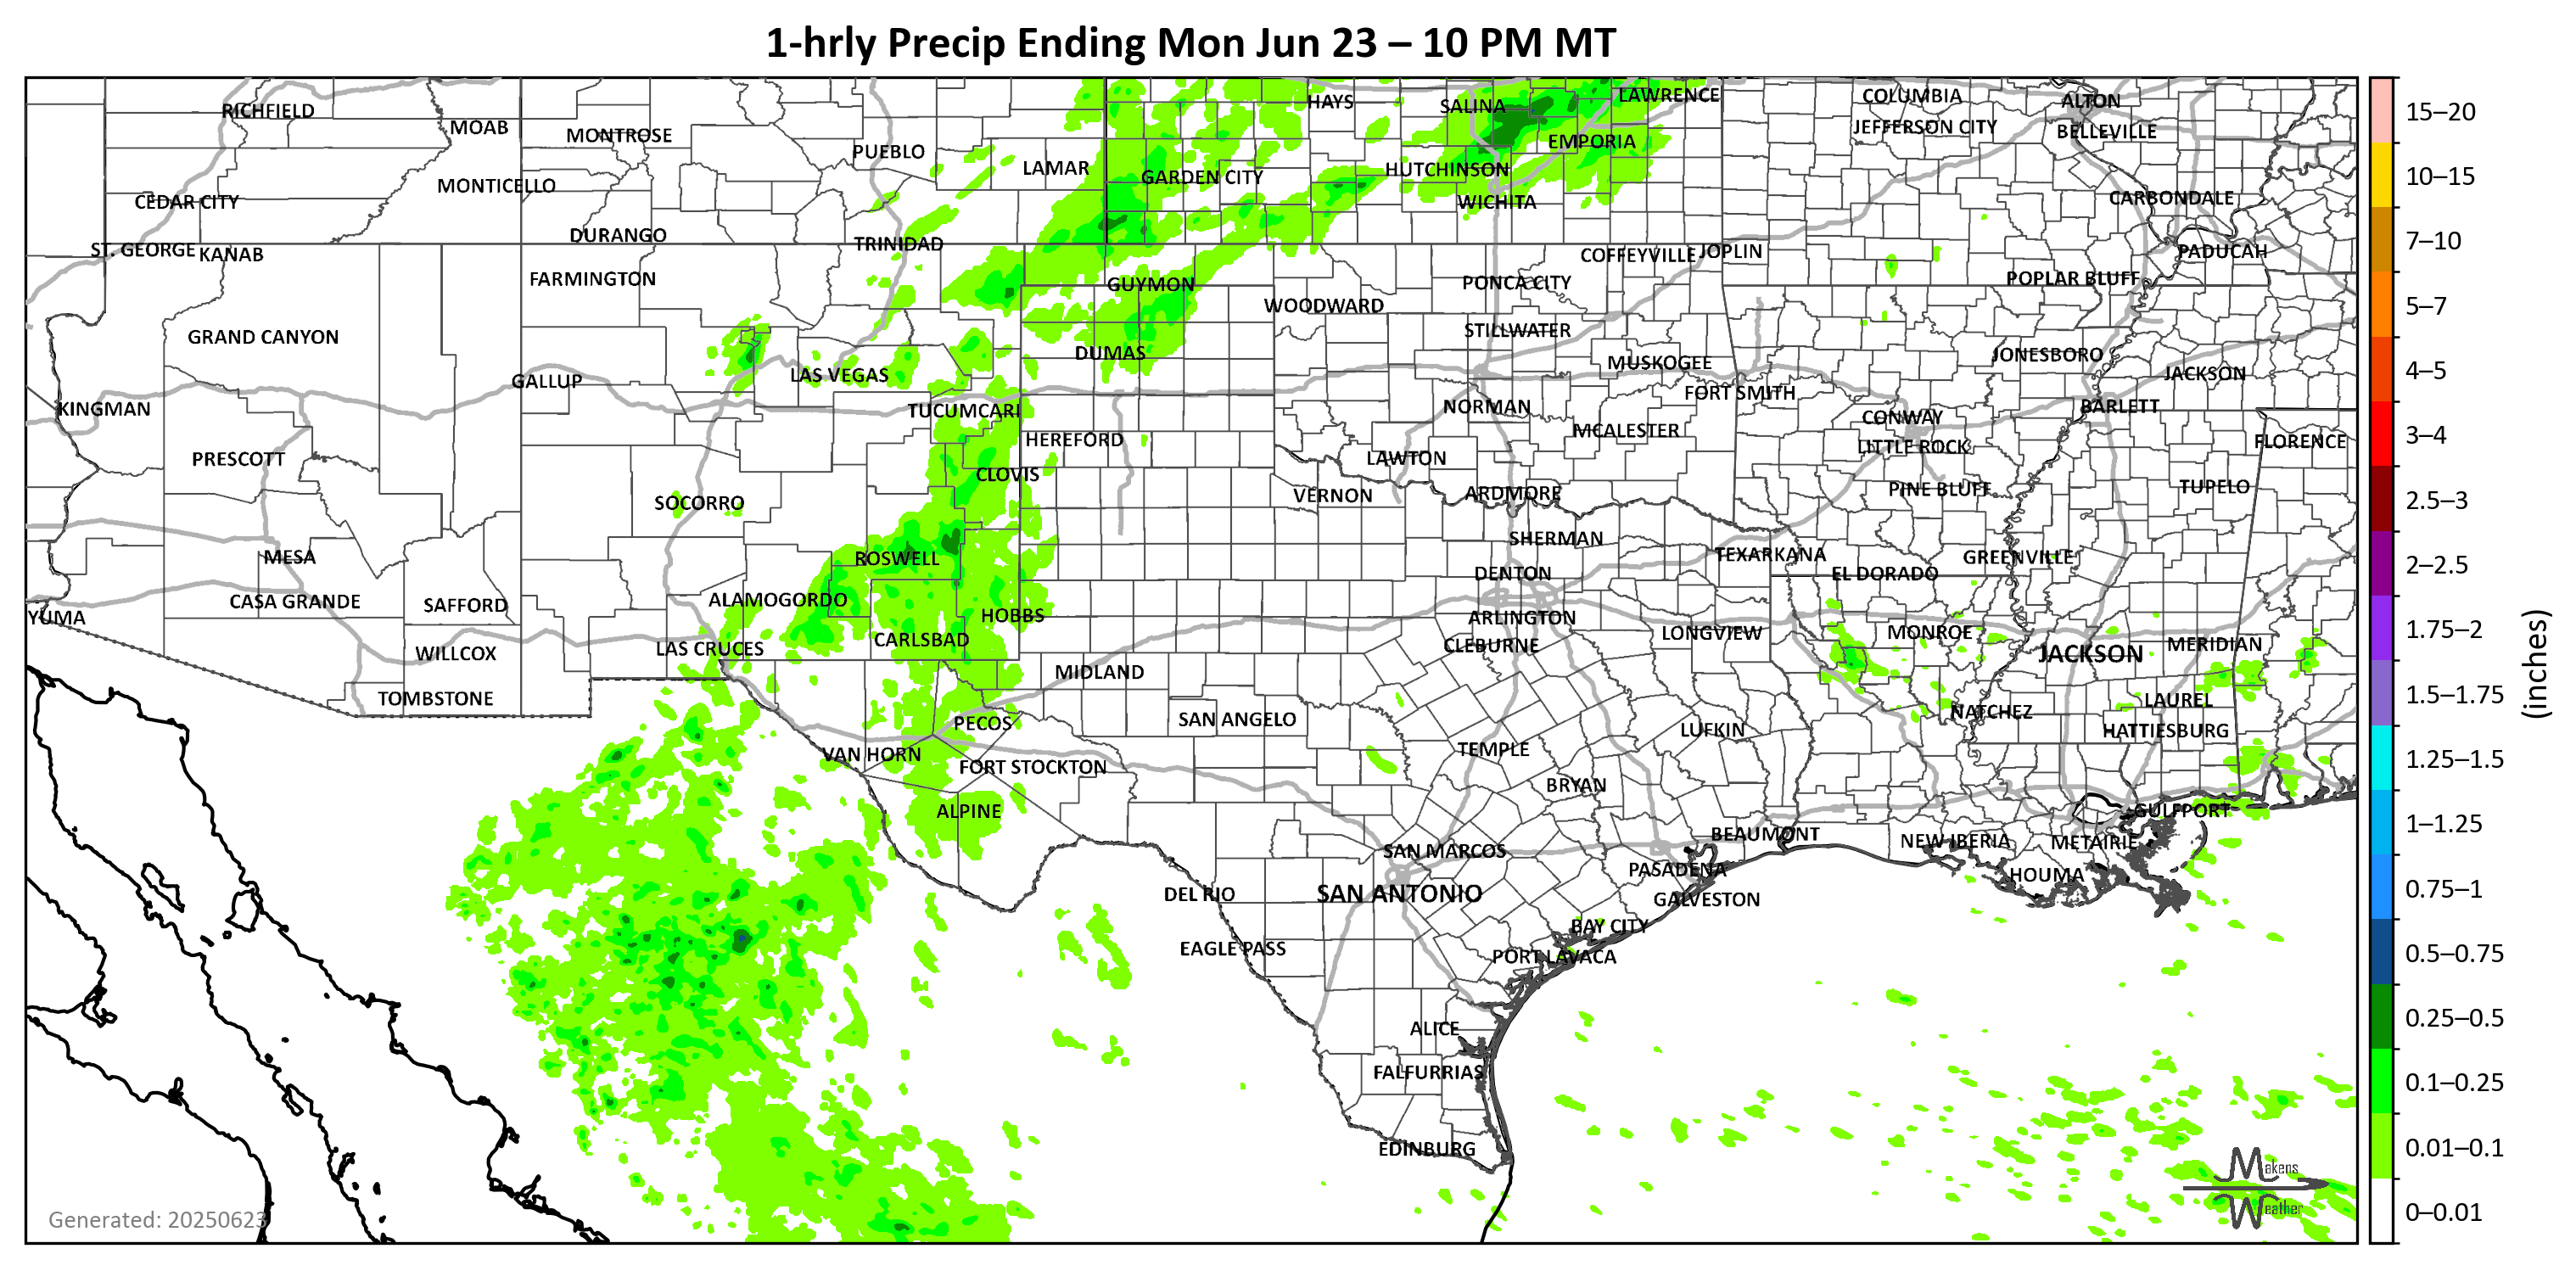 1-hrly Precip Ending Mon Jun 23 – 10 PM MT
RICHFIELD
MOAB
MONTROSE
PUEBLO
LAMAR
HAYS
SALINA
LAWRENCE
COLUMBIA
ALTON
JEFFERSON CITY
BELLEVILLE
EMPORIA
HUTCHINSON
GARDEN CITY
MONTICELLO
CEDAR CITY
WICHITA
CARBONDALE
DURANGO
TRINIDAD
ST. GEORGE
KANAB
COFFEYVILLE
JOPLIN
PADUCAH
FARMINGTON
GUYMON
PONCA CITY
POPLAR BLUFF
WOODWARD
GRAND CANYON
STILLWATER
DUMAS
MUSKOGEE
JONESBORO
GALLUP
LAS VEGAS
JACKSON
FORT SMITH
KINGMAN
TUCUMCARI
NORMAN
CONWAY
BARLETT
HEREFORD
MCALESTER
LITTLE ROCK
FLORENCE
PRESCOTT
CLOVIS
LAWTON
SOCORRO
VERNON
ARDMORE
PINE BLUFF
TUPELO
MESA
ROSWELL
SHERMAN
TEXARKANA
GREENVILLE
DENTON
EL DORADO
CASA GRANDE
SAFFORD
ALAMOGORDO
HOBBS
YUMA
ARLINGTON
CARLSBAD
CLEBURNE
LONGVIEW
MONROE
MERIDIAN
WILLCOX
LAS CRUCES
JACKSON
MIDLAND
TOMBSTONE
LAUREL
NATCHEZ
PECOS
SAN ANGELO
LUFKIN
HATTIESBURG
VAN HORN
TEMPLE
FORT STOCKTON
BRYAN
ALPINE
GULFPORT
BEAUMONT
NEW IBERIA
METAIRIE
SAN MARCOS
PASADENA
HOUMA
DEL RIO
SAN ANTONIO
GALVESTON
BAY CITY
EAGLE PASS
PORT LAVACA
ALICE
FALFURRIAS
EDINBURG
Makens
Weather
Generated: 20250623
15–20
10–15
7–10
5–7
4–5
3–4
2.5–3
2–2.5
1.75–2
1.5–1.75
1.25–1.5
1–1.25
0.75–1
0.5–0.75
0.25–0.5
0.1–0.25
0.01–0.1
0–0.01
(inches)